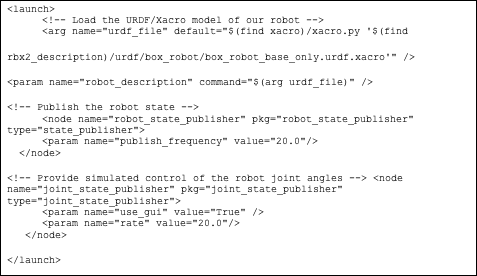 <launch>
<!-- Load the URDF/Xacro model of our robot -->
<arg name="urdf_file" default="$(find xacro)/xacro.py '$(find
rbx2_description)/urdf/box_robot/box_robot_base_only.urdf.xacro'" />
<param name="robot_description" command="$(arg urdf_file)" />
<!-- Publish the robot state -->
<node name="robot_state_publisher" pkg="robot_state_publisher"
type="state_publisher">
<param name="publish_frequency" value="20.0"/>
</node>
<!-- Provide simulated control of the robot joint angles --> <node
name="joint_state_publisher" pkg="joint_state_publisher"
type="joint_state_publisher">
<param name="use_gui" value="True" />
<param name="rate" value="20.0"/>
</node>
</launch>